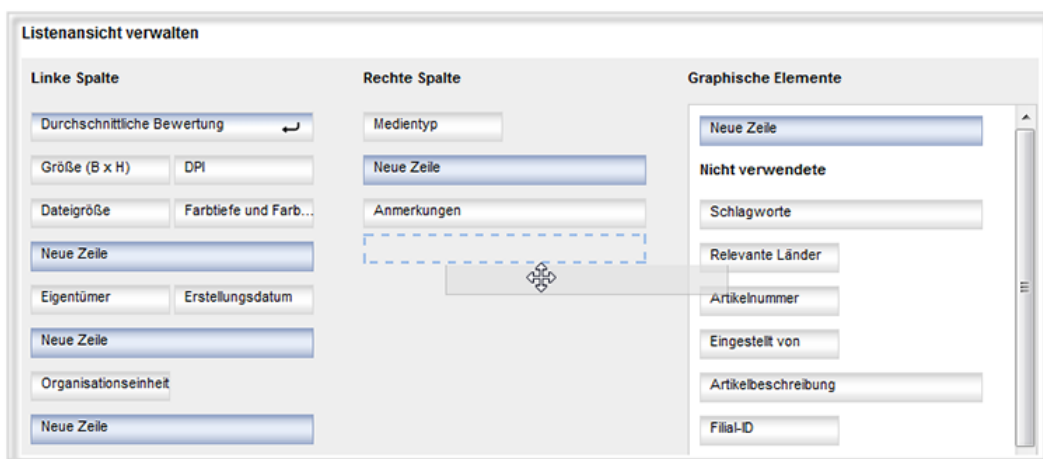 Listenansicht verwalten
Linke Spalte
Durchschnittliche Bewertung
Größe (B x H) DPI
Dateigröße Farbtiefe und Farb...
Neue Zeile
Eigentümer Erstellungsdatum
Neue Zeile
Organisationseinheit
Neue Zeile
Rechte Spalte
Medientyp
Neue Zeile
Anmerkungen
Graphische Elemente
Neue Zeile
Nicht verwendete
Schlagworte
Relevante Länder
Artikelnummer
Eingestellt von
Artikelbeschreibung
Filial-ID